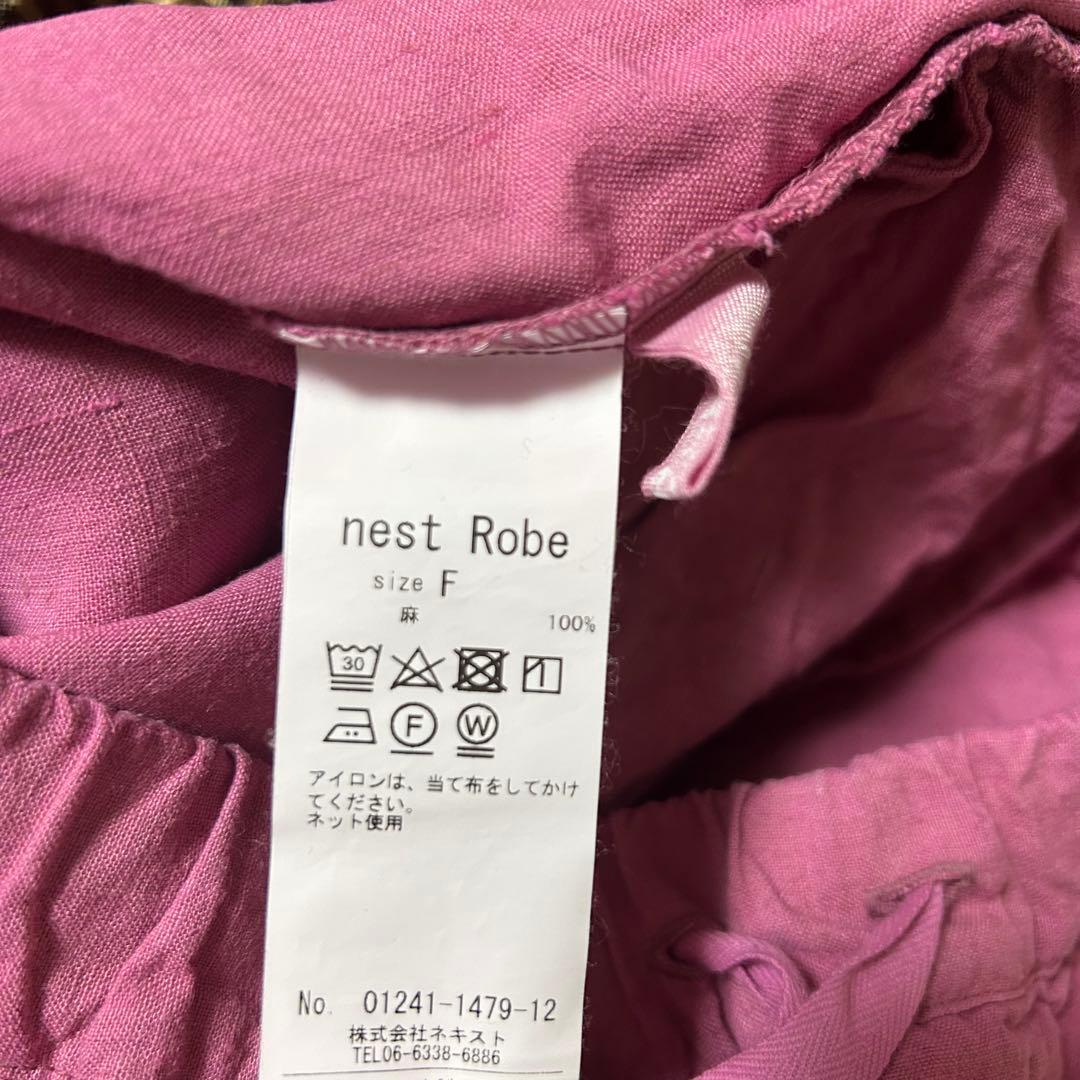 nest Robe
size F
麻 100%
30
F W
アイロンは、当て布をしてかけ
てください。
ネット使用
No. 01241-1479-12
株式会社ネキスト
TEL06-6338-6886